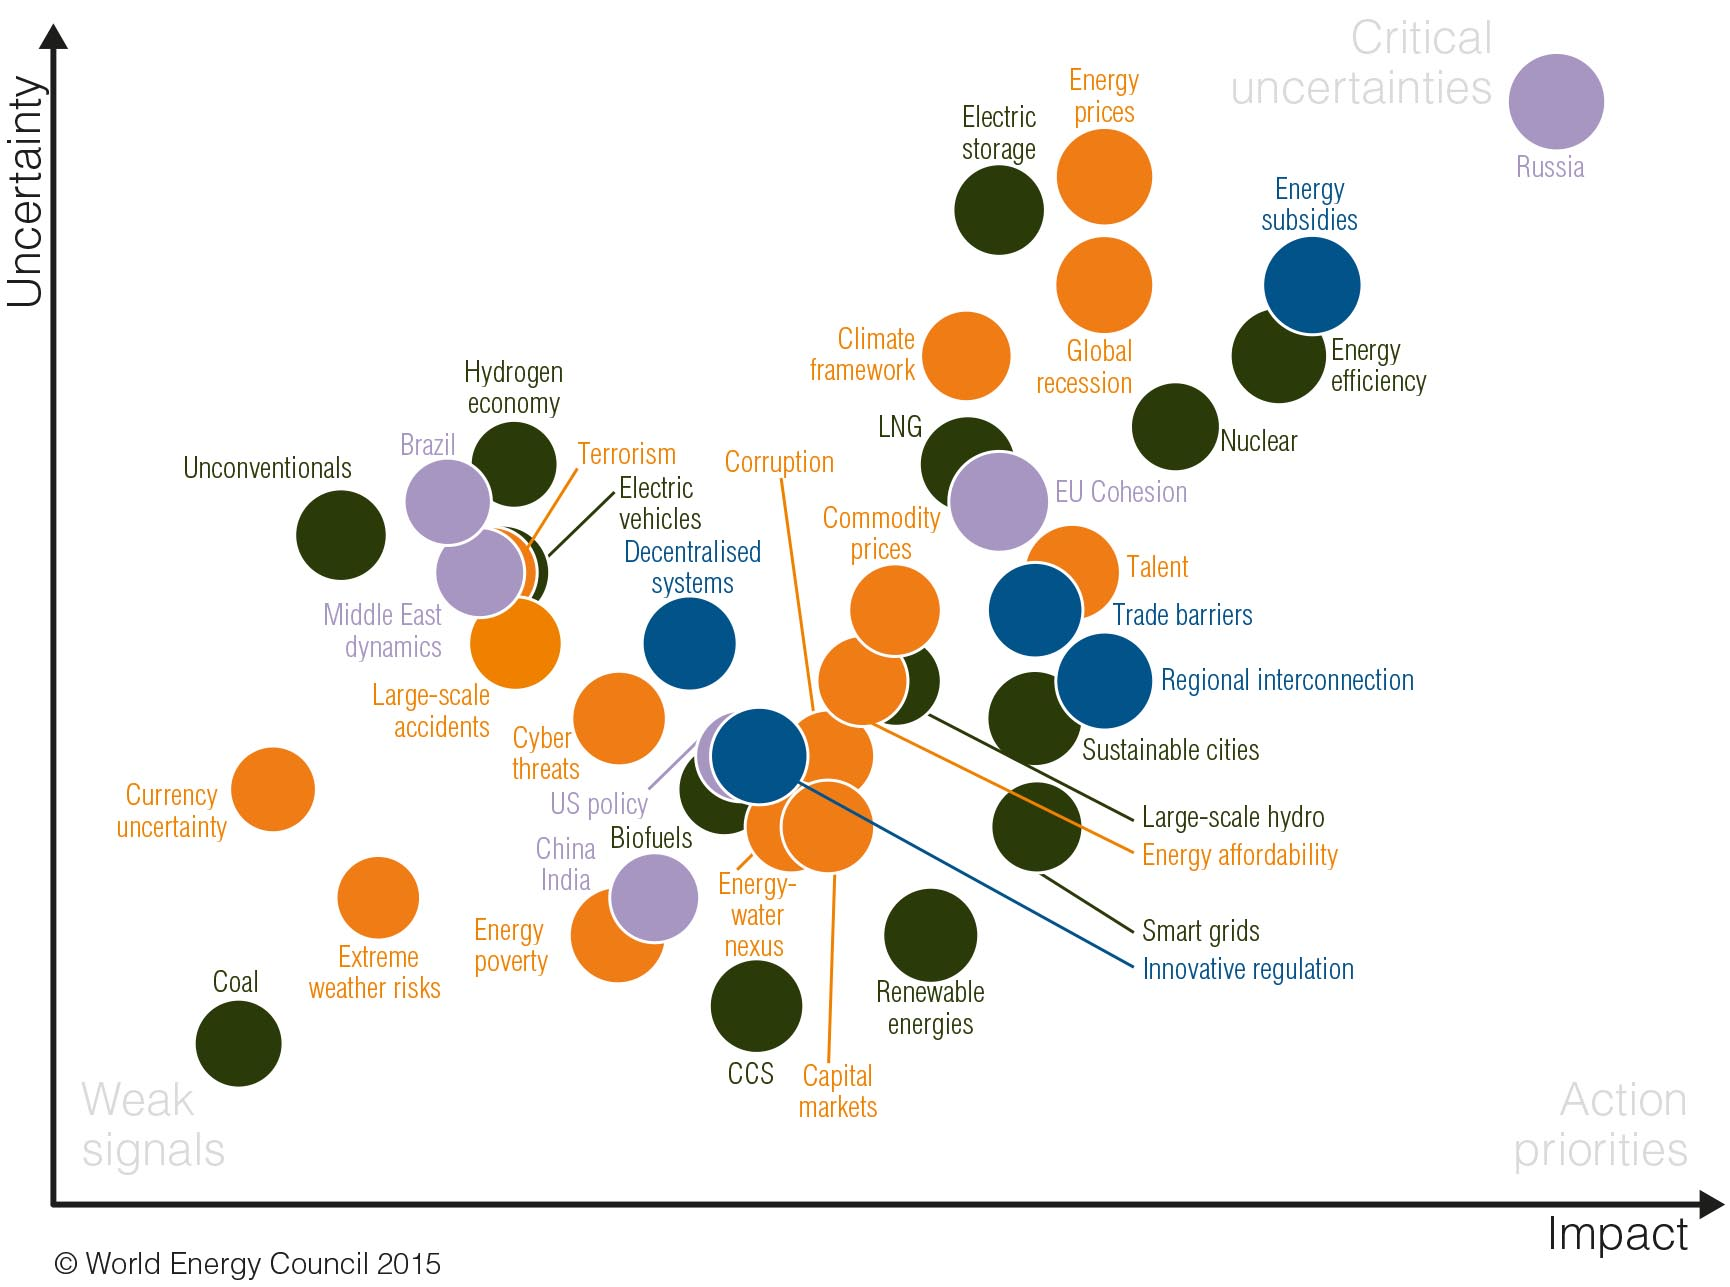 Critical
uncertainties
Uncertainty
Energy
prices
Electric
storage
Russia
Energy
subsidies
Climate
framework
Global
recession
Energy
efficiency
Hydrogen
economy
Brazil
Unconventionals
Terrorism
Electric
vehicles
Corruption
LNG
Nuclear
EU Cohesion
Commodity
prices
Decentralised
systems
Talent
Trade barriers
Middle East
dynamics
Regional interconnection
Large-scale
accidents
Cyber
threats
Sustainable cities
Currency
uncertainty
US policy
Biofuels
China
India
Large-scale hydro
Energy affordability
Energy-
water
nexus
Energy
poverty
Smart grids
Innovative regulation
Extreme
weather risks
Coal
Renewable
energies
CCS
Capital
markets
Weak
signals
Action
priorities
Impact
© World Energy Council 2015